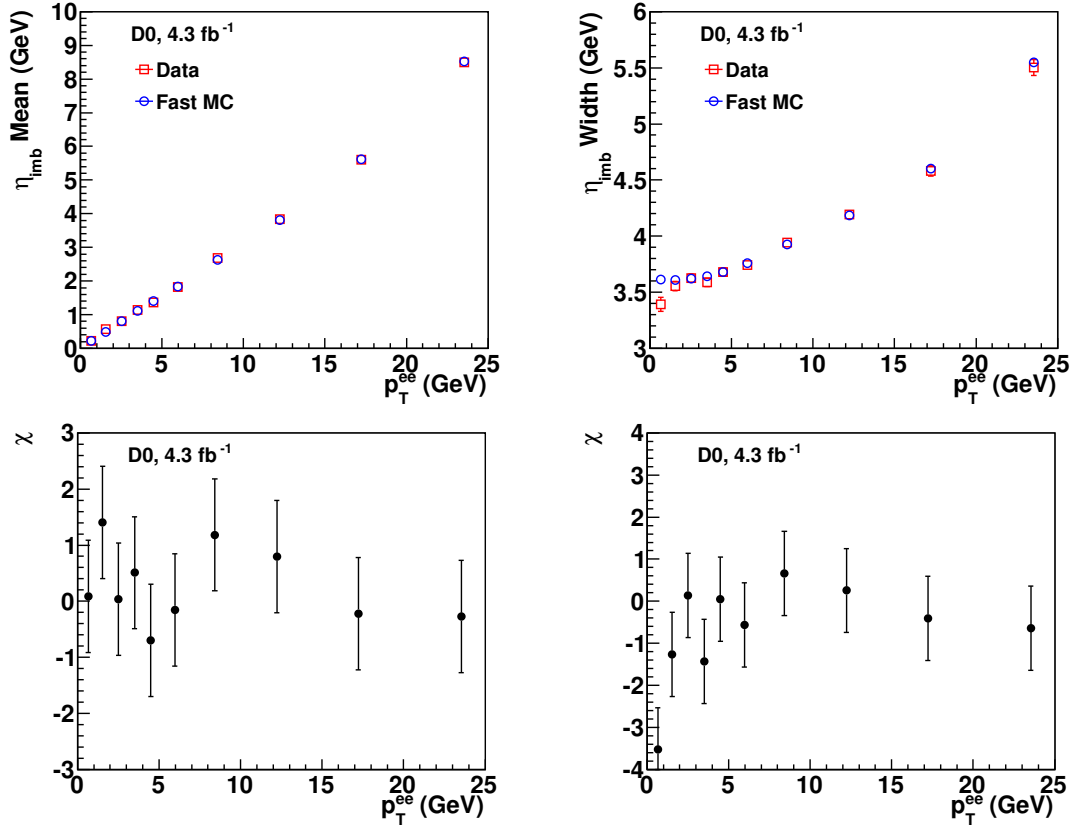 η_imb Mean (GeV)
10
9
8
7
6
5
4
3
2
1
0
D0, 4.3 fb⁻¹
Data
Fast MC
0 5 10 15 20 25
p_T^ee (GeV)
η_imb Width (GeV)
6
5.5
5
4.5
4
3.5
3
D0, 4.3 fb⁻¹
Data
Fast MC
0 5 10 15 20 25
p_T^ee (GeV)
χ
3
2
1
0
-1
-2
-3
D0, 4.3 fb⁻¹
0 5 10 15 20 25
p_T^ee (GeV)
χ
4
3
2
1
0
-1
-2
-3
-4
D0, 4.3 fb⁻¹
0 5 10 15 20 25
p_T^ee (GeV)